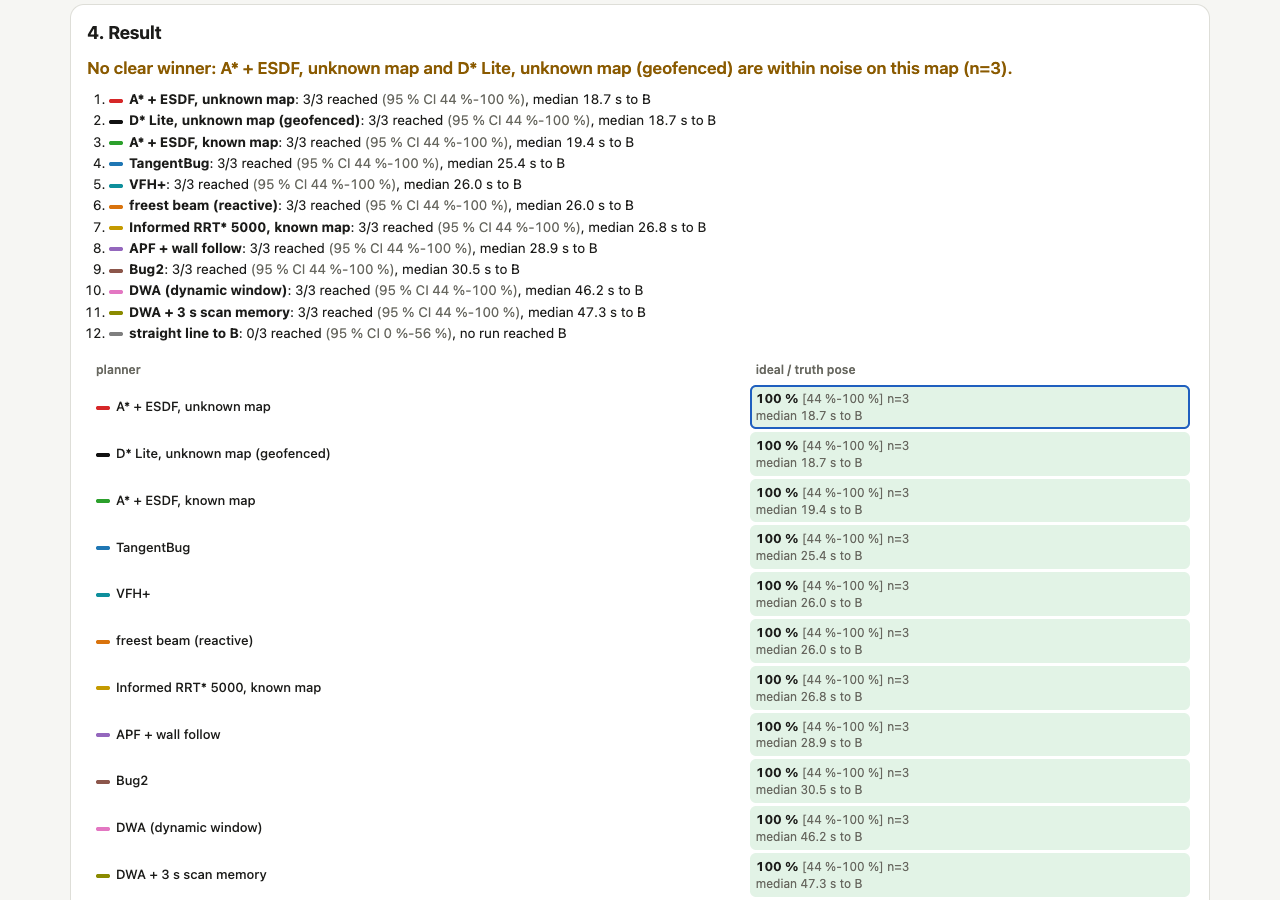 4. Result
No clear winner: A* + ESDF, unknown map and D* Lite, unknown map (geofenced) are within noise on this map (n=3).
1. A* + ESDF, unknown map: 3/3 reached (95 % CI 44 %-100 %), median 18.7 s to B
2. D* Lite, unknown map (geofenced): 3/3 reached (95 % CI 44 %-100 %), median 18.7 s to B
3. A* + ESDF, known map: 3/3 reached (95 % CI 44 %-100 %), median 19.4 s to B
4. TangentBug: 3/3 reached (95 % CI 44 %-100 %), median 25.4 s to B
5. VFH+: 3/3 reached (95 % CI 44 %-100 %), median 26.0 s to B
6. freest beam (reactive): 3/3 reached (95 % CI 44 %-100 %), median 26.0 s to B
7. Informed RRT* 5000, known map: 3/3 reached (95 % CI 44 %-100 %), median 26.8 s to B
8. APF + wall follow: 3/3 reached (95 % CI 44 %-100 %), median 28.9 s to B
9. Bug2: 3/3 reached (95 % CI 44 %-100 %), median 30.5 s to B
10. DWA (dynamic window): 3/3 reached (95 % CI 44 %-100 %), median 46.2 s to B
11. DWA + 3 s scan memory: 3/3 reached (95 % CI 44 %-100 %), median 47.3 s to B
12. straight line to B: 0/3 reached (95 % CI 0 %-56 %), no run reached B
planner ideal / truth pose
A* + ESDF, unknown map
100 % [44 %-100 %] n=3
median 18.7 s to B
D* Lite, unknown map (geofenced)
100 % [44 %-100 %] n=3
median 18.7 s to B
A* + ESDF, known map
100 % [44 %-100 %] n=3
median 19.4 s to B
TangentBug
100 % [44 %-100 %] n=3
median 25.4 s to B
VFH+
100 % [44 %-100 %] n=3
median 26.0 s to B
freest beam (reactive)
100 % [44 %-100 %] n=3
median 26.0 s to B
Informed RRT* 5000, known map
100 % [44 %-100 %] n=3
median 26.8 s to B
APF + wall follow
100 % [44 %-100 %] n=3
median 28.9 s to B
Bug2
100 % [44 %-100 %] n=3
median 30.5 s to B
DWA (dynamic window)
100 % [44 %-100 %] n=3
median 46.2 s to B
DWA + 3 s scan memory
100 % [44 %-100 %] n=3
median 47.3 s to B